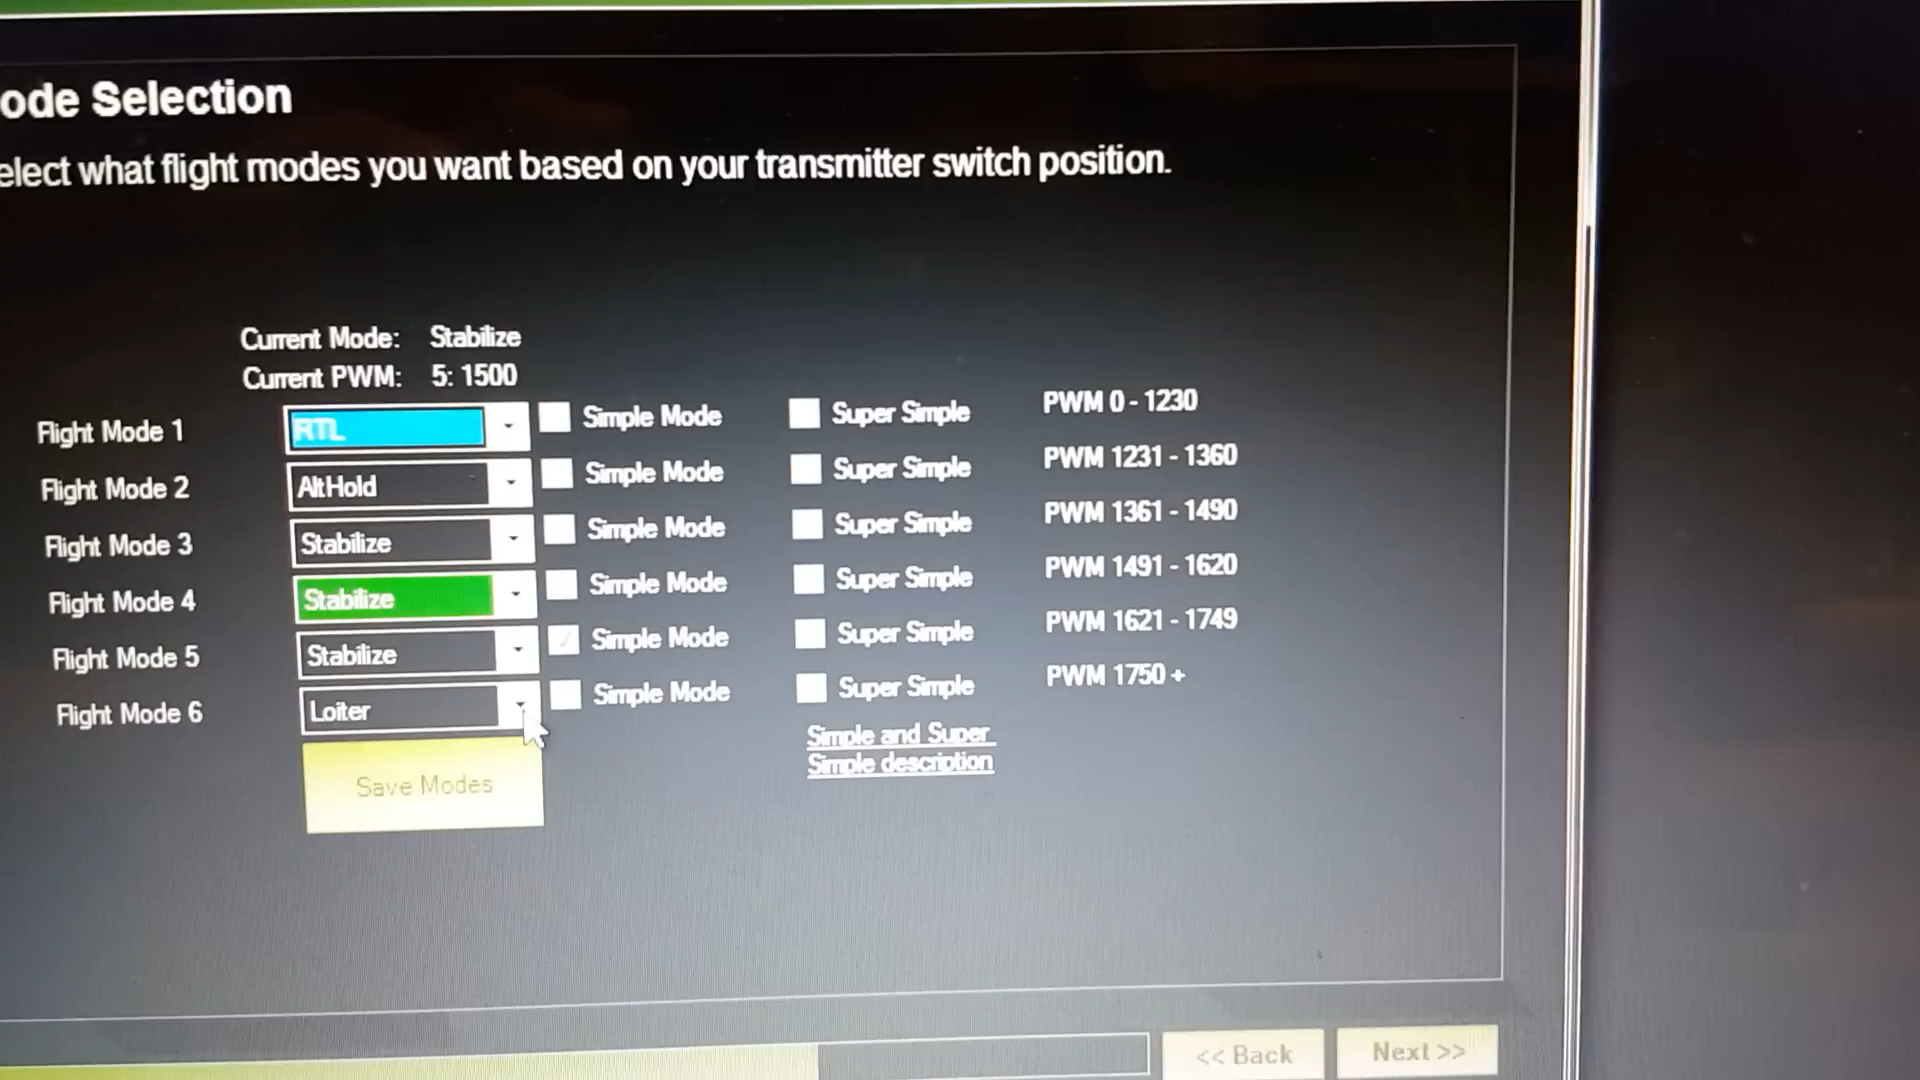 ode Selection
elect what flight modes you want based on your transmitter switch position.
Current Mode: Stabilize
Current PWM: 5: 1500
Flight Mode 1 RTL Simple Mode Super Simple PWM 0 - 1230
Flight Mode 2 AltHold Simple Mode Super Simple PWM 1231 - 1360
Flight Mode 3 Stabilize Simple Mode Super Simple PWM 1361 - 1490
Flight Mode 4 Stabilize Simple Mode Super Simple PWM 1491 - 1620
Flight Mode 5 Stabilize Simple Mode Super Simple PWM 1621 - 1749
Flight Mode 6 Loiter Simple Mode Super Simple PWM 1750 +
Simple and Super
Simple description
Save Modes
<< Back Next >>